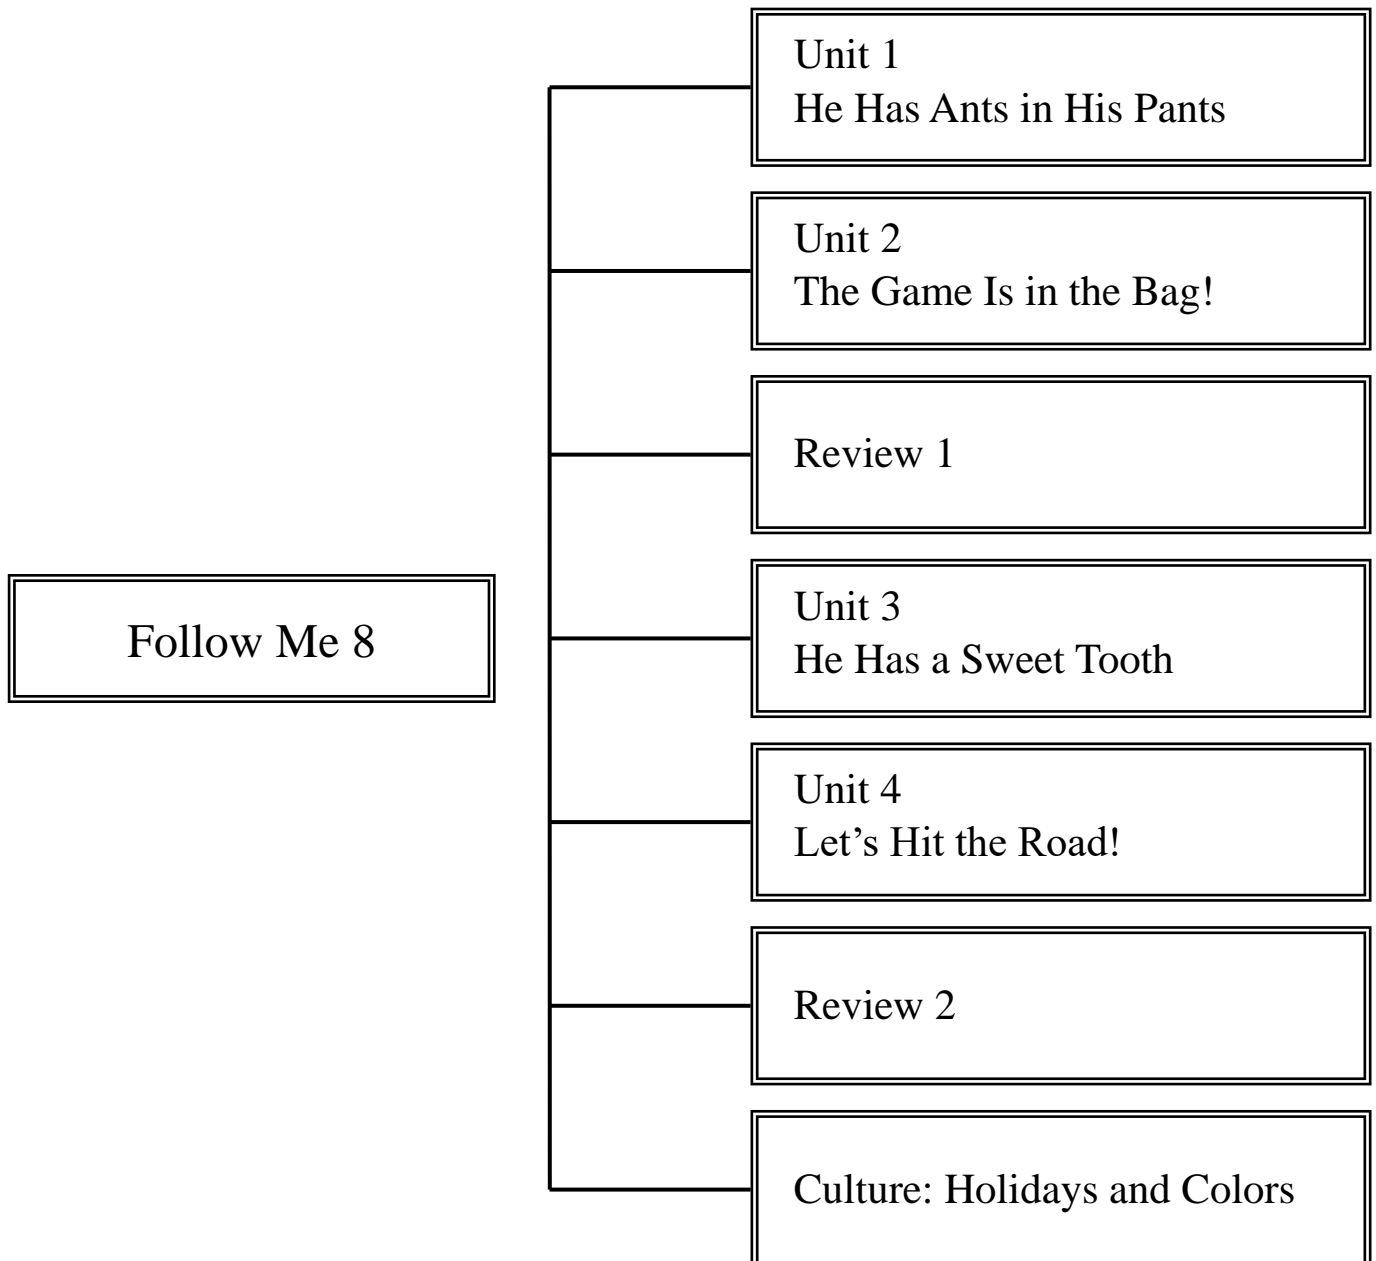 Unit 1
He Has Ants in His Pants
Unit 2
The Game Is in the Bag!
Review 1
Follow Me 8
Unit 3
He Has a Sweet Tooth
Unit 4
Let’s Hit the Road!
Review 2
Culture: Holidays and Colors